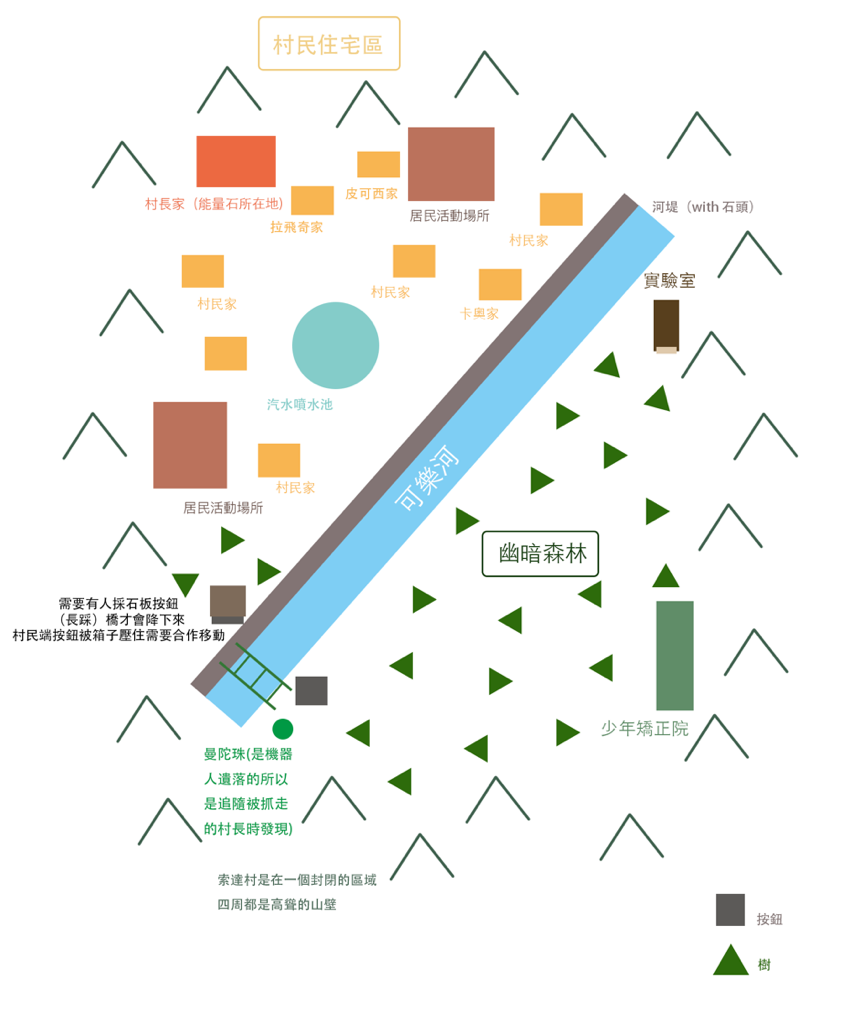 村民住宅區
村長家（能量石所在地)
拉飛奇家
皮可西家
居民活動場所
村民家
河堤（with 石頭）
實驗室
村民家
村民家
卡奧家
汽水噴水池
村民家
居民活動場所
可樂河
幽暗森林
需要有人採石板按鈕
（長踩）橋才會降下來
村民端按鈕被箱子壓住需要合作移動
少年矯正院
曼陀珠(是機器
人遺落的所以
是追隨被抓走
的村長時發現)
索達村是在一個封閉的區域
四周都是高聳的山壁
按鈕
樹